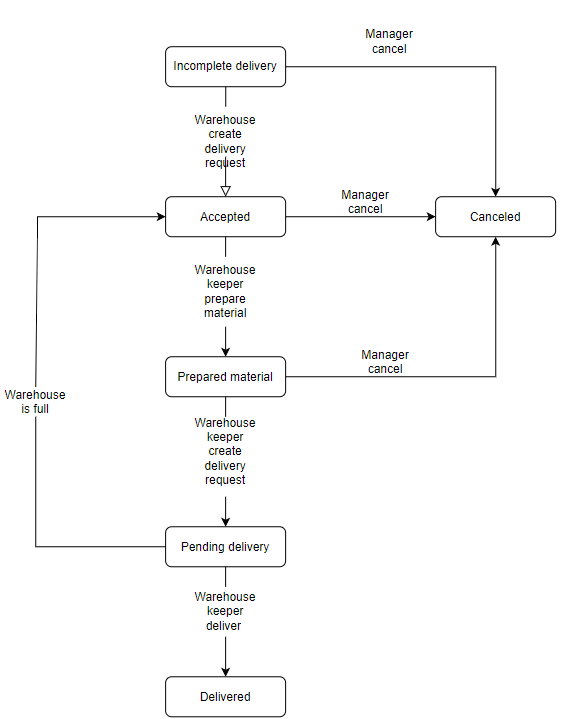 Manager
cancel
Incomplete delivery
Warehouse
create
delivery
request
Manager
cancel
Accepted
Canceled
Warehouse
keeper
prepare
material
Manager
cancel
Prepared material
Warehouse
is full
Warehouse
keeper
create
delivery
request
Pending delivery
Warehouse
keeper
deliver
Delivered